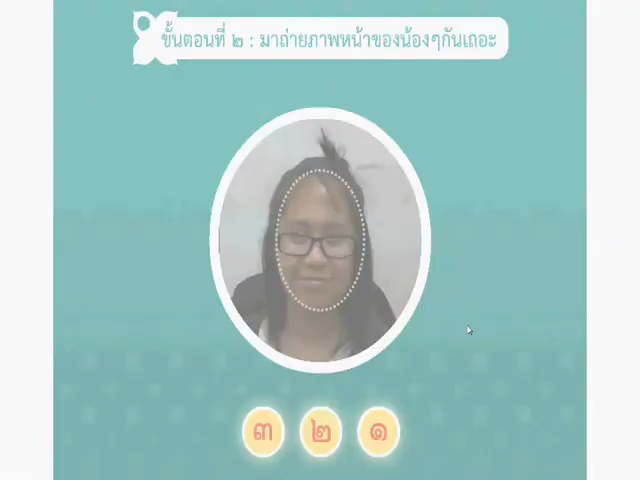 ขั้นตอนที่ ๒ : มาถ่ายภาพหน้าของน้องๆกันเถอะ
๓ ๒ ๑